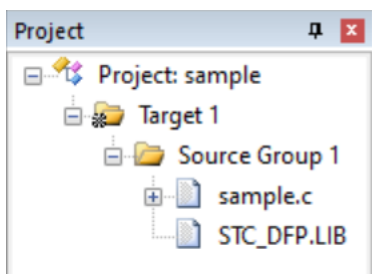 Project
Project: sample
Target 1
Source Group 1
sample.c
STC_DFP.LIB